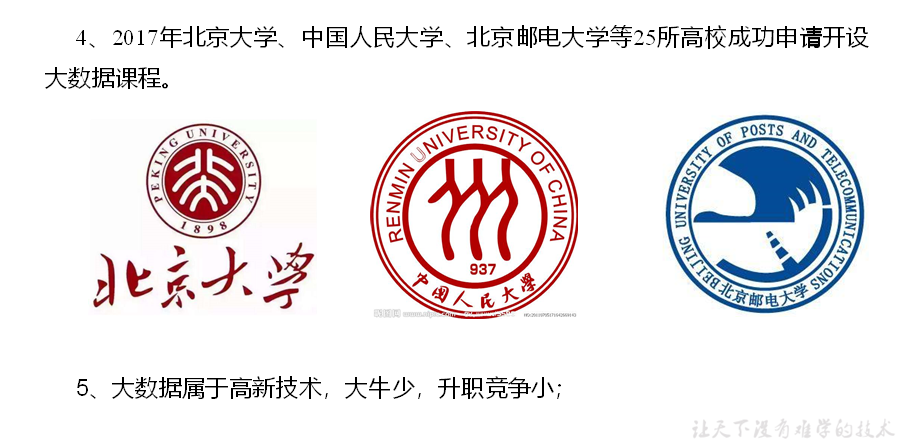 4、2017年北京大学、中国人民大学、北京邮电大学等25所高校成功申请开设
大数据课程。
PEKING UNIVERSITY
1898
北京大学
RENMIN UNIVERSITY OF CHINA
937
中国人民大学
BEIJING UNIVERSITY OF POSTS AND TELECOMMUNICATIONS
北京邮电大学
5、大数据属于高新技术，大牛少，升职竞争小；
让天下没有难学的技术